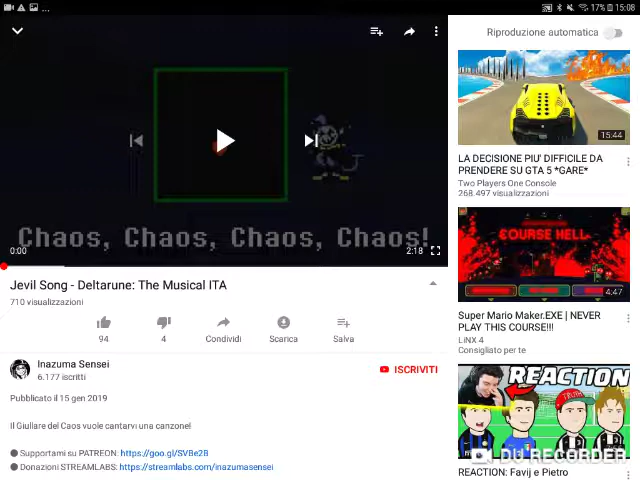 17% 15:08
Riproduzione automatica
Chaos, Chaos, Chaos, Chaos!
0:00
2:18
Jevil Song - Deltarune: The Musical ITA
710 visualizzazioni
94
4
Condividi
Scarica
Salva
Inazuma Sensei
6.177 iscritti
ISCRIVITI
Pubblicato il 15 gen 2019
Il Giullare del Caos vuole cantarvi una canzone!
● Supportami su PATREON: https://goo.gl/SVBe2B
● Donazioni STREAMLABS: https://streamlabs.com/inazumasensei
15:44
LA DECISIONE PIU' DIFFICILE DA
PRENDERE SU GTA 5 *GARE*
Two Players One Console
268.497 visualizzazioni
COURSE HELL
4:47
Super Mario Maker.EXE | NEVER
PLAY THIS COURSE!!!
LiNX 4
Consigliato per te
REACTION
TRUTH
DU RECORDER
REACTION: Favij e Pietro